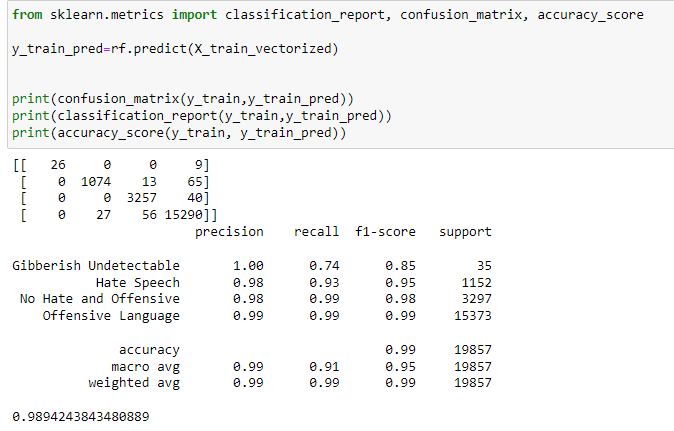 from sklearn.metrics import classification_report, confusion_matrix, accuracy_score
y_train_pred=rf.predict(X_train_vectorized)
print(confusion_matrix(y_train,y_train_pred))
print(classification_report(y_train,y_train_pred))
print(accuracy_score(y_train, y_train_pred))
[[ 26 0 0 9]
[ 0 1074 13 65]
[ 0 0 3257 40]
[ 0 27 56 15290]]
precision recall f1-score support
Gibberish Undetectable 1.00 0.74 0.85 35
Hate Speech 0.98 0.93 0.95 1152
No Hate and Offensive 0.98 0.99 0.98 3297
Offensive Language 0.99 0.99 0.99 15373
accuracy 0.99 19857
macro avg 0.99 0.91 0.95 19857
weighted avg 0.99 0.99 0.99 19857
0.9894243843480889